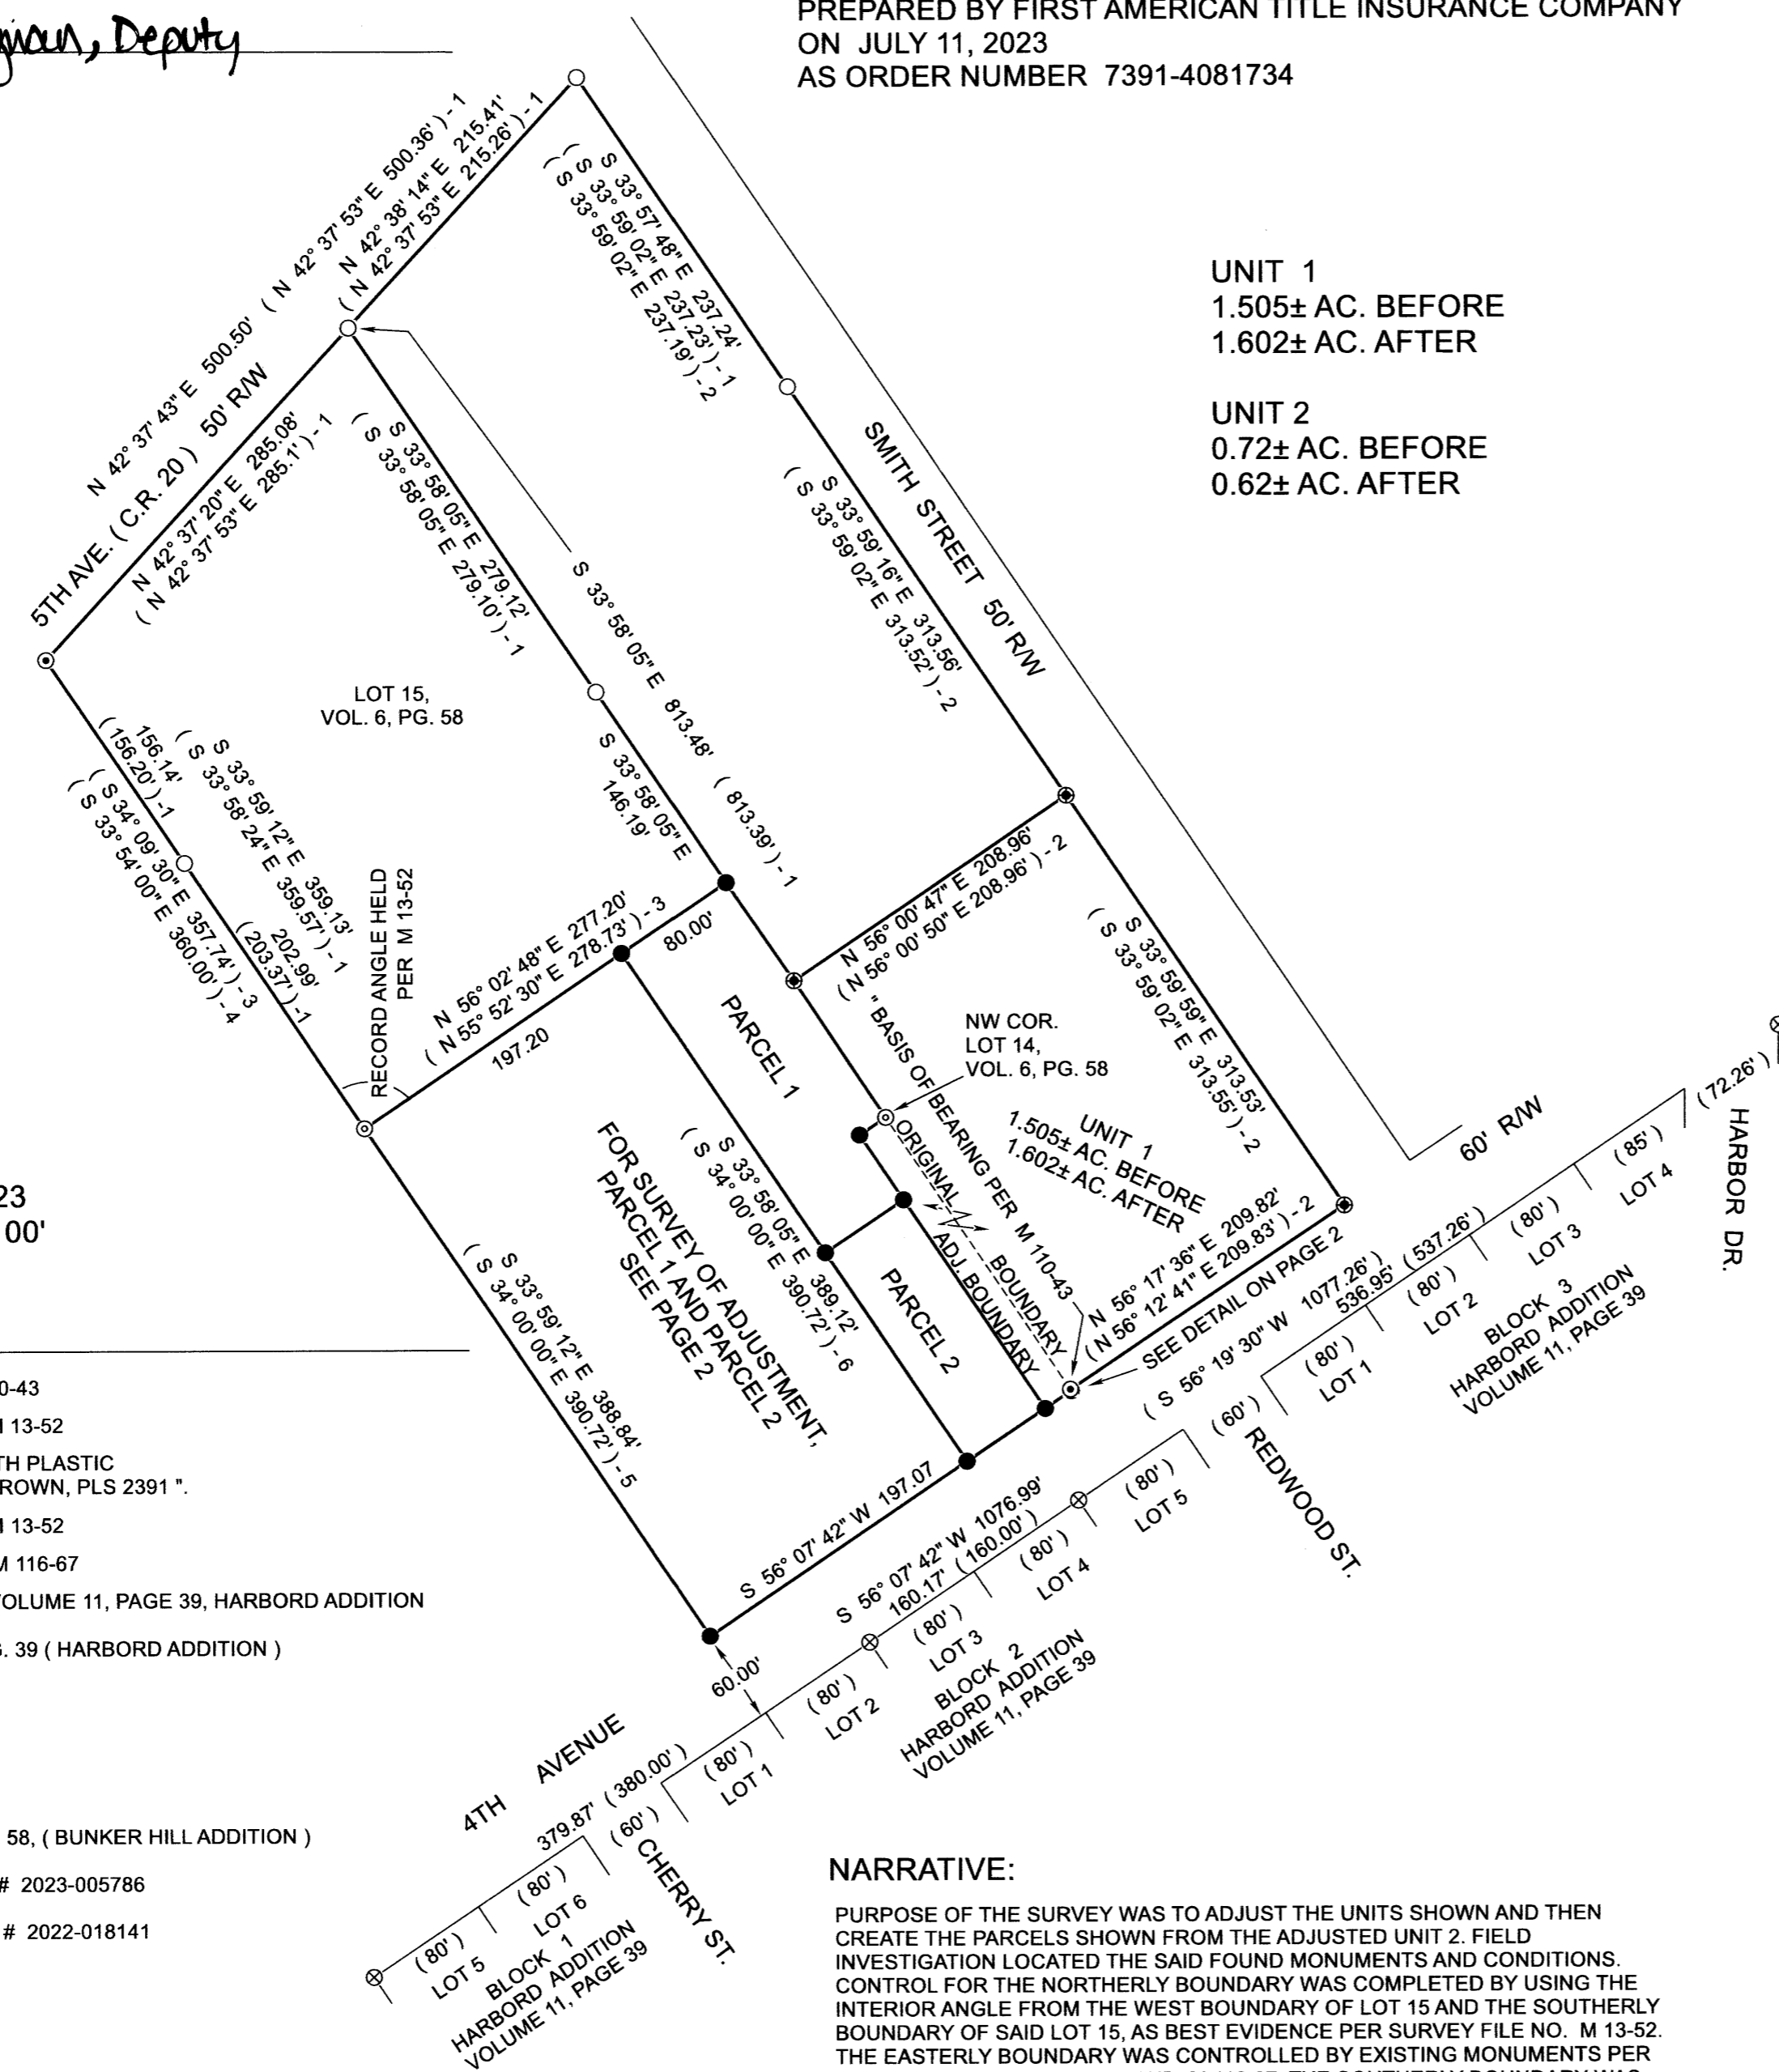 Deputy
PREPARED BY FIRST AMERICAN TITLE INSURANCE COMPANY
ON JULY 11, 2023
AS ORDER NUMBER 7391-4081734
UNIT 1
1.505± AC. BEFORE
1.602± AC. AFTER
UNIT 2
0.72± AC. BEFORE
0.62± AC. AFTER
N 42° 37' 43" E 500.50' ( N 42° 37' 53" E 500.36' ) - 1
N 42° 38' 14" E 215.41'
( N 42° 37' 53" E 215.26' ) - 1
5TH AVE. ( C.R. 20 ) 50' R/W
N 42° 37' 20" E 285.08'
( N 42° 37' 53" E 285.1' ) - 1
S 33° 57' 48" E 237.24'
( S 33° 59' 02" E 237.23' ) - 1
( S 33° 59' 02" E 237.19' ) - 2
SMITH STREET 50' R/W
S 33° 59' 16" E 313.56'
( S 33° 59' 02" E 313.52' ) - 2
S 33° 58' 05" E 279.12'
( S 33° 58' 05" E 279.10' ) - 1
S 33° 58' 05" E 813.48' ( 813.39' ) - 1
S 33° 58' 05" E
146.19'
LOT 15,
VOL. 6, PG. 58
156.14'
( 156.20' ) -1
S 33° 59' 12" E 359.13'
( S 33° 58' 24" E 359.57' ) - 1
( S 34° 09' 30" E 357.74' ) - 3
( S 33° 54' 00" E 360.00' ) - 4
202.99'
(203.37') -1
RECORD ANGLE HELD
PER M 13-52
N 56° 02' 48" E 277.20'
( N 55° 52' 30" E 278.73' ) - 3
197.20
80.00'
N 56° 00' 47" E 208.96'
( N 56° 00' 50" E 208.96' ) - 2
S 33° 59' 59" E 313.53'
( S 33° 59' 02" E 313.55' ) - 2
PARCEL 1
NW COR.
LOT 14,
VOL. 6, PG. 58
" BASIS OF BEARING PER M 110-43
UNIT 1
1.505± AC. BEFORE
1.602± AC. AFTER
ORIGINAL BOUNDARY
ADJ. BOUNDARY
FOR SURVEY OF ADJUSTMENT,
PARCEL 1 AND PARCEL 2
SEE PAGE 2
S 33° 58' 05" E 389.12'
( S 34° 00' 00" E 390.72' ) - 6
PARCEL 2
N 56° 17' 36" E 209.82'
( N 56° 12' 41" E 209.83' ) - 2
SEE DETAIL ON PAGE 2
S 33° 59' 12" E 388.84'
( S 34° 00' 00" E 390.72' ) - 5
S 56° 07' 42" W 197.07
60' R/W
( 72.26' )
HARBOR DR.
( S 56° 19' 30" W 1077.26' )
536.95' ( 537.26' )
( 85' )
LOT 4
( 80' )
LOT 3
( 80' )
LOT 2
( 80' )
LOT 1
BLOCK 3
HARBORD ADDITION
VOLUME 11, PAGE 39
( 60' )
REDWOOD ST.
S 56° 07' 42" W 1076.99'
160.17' ( 160.00' )
( 80' )
LOT 5
( 80' )
LOT 4
( 80' )
LOT 3
( 80' )
LOT 2
( 80' )
LOT 1
BLOCK 2
HARBORD ADDITION
VOLUME 11, PAGE 39
60.00'
4TH AVENUE
379.87' ( 380.00' )
( 60' )
CHERRY ST.
( 80' )
LOT 6
( 80' )
LOT 5
BLOCK 1
HARBORD ADDITION
VOLUME 11, PAGE 39
23
00'
0-43
13-52
TH PLASTIC
ROWN, PLS 2391 ".
13-52
M 116-67
OLUME 11, PAGE 39, HARBORD ADDITION
. 39 ( HARBORD ADDITION )
58, ( BUNKER HILL ADDITION )
# 2023-005786
# 2022-018141
NARRATIVE:
PURPOSE OF THE SURVEY WAS TO ADJUST THE UNITS SHOWN AND THEN
CREATE THE PARCELS SHOWN FROM THE ADJUSTED UNIT 2. FIELD
INVESTIGATION LOCATED THE SAID FOUND MONUMENTS AND CONDITIONS.
CONTROL FOR THE NORTHERLY BOUNDARY WAS COMPLETED BY USING THE
INTERIOR ANGLE FROM THE WEST BOUNDARY OF LOT 15 AND THE SOUTHERLY
BOUNDARY OF SAID LOT 15, AS BEST EVIDENCE PER SURVEY FILE NO. M 13-52.
THE EASTERLY BOUNDARY WAS CONTROLLED BY EXISTING MONUMENTS PER